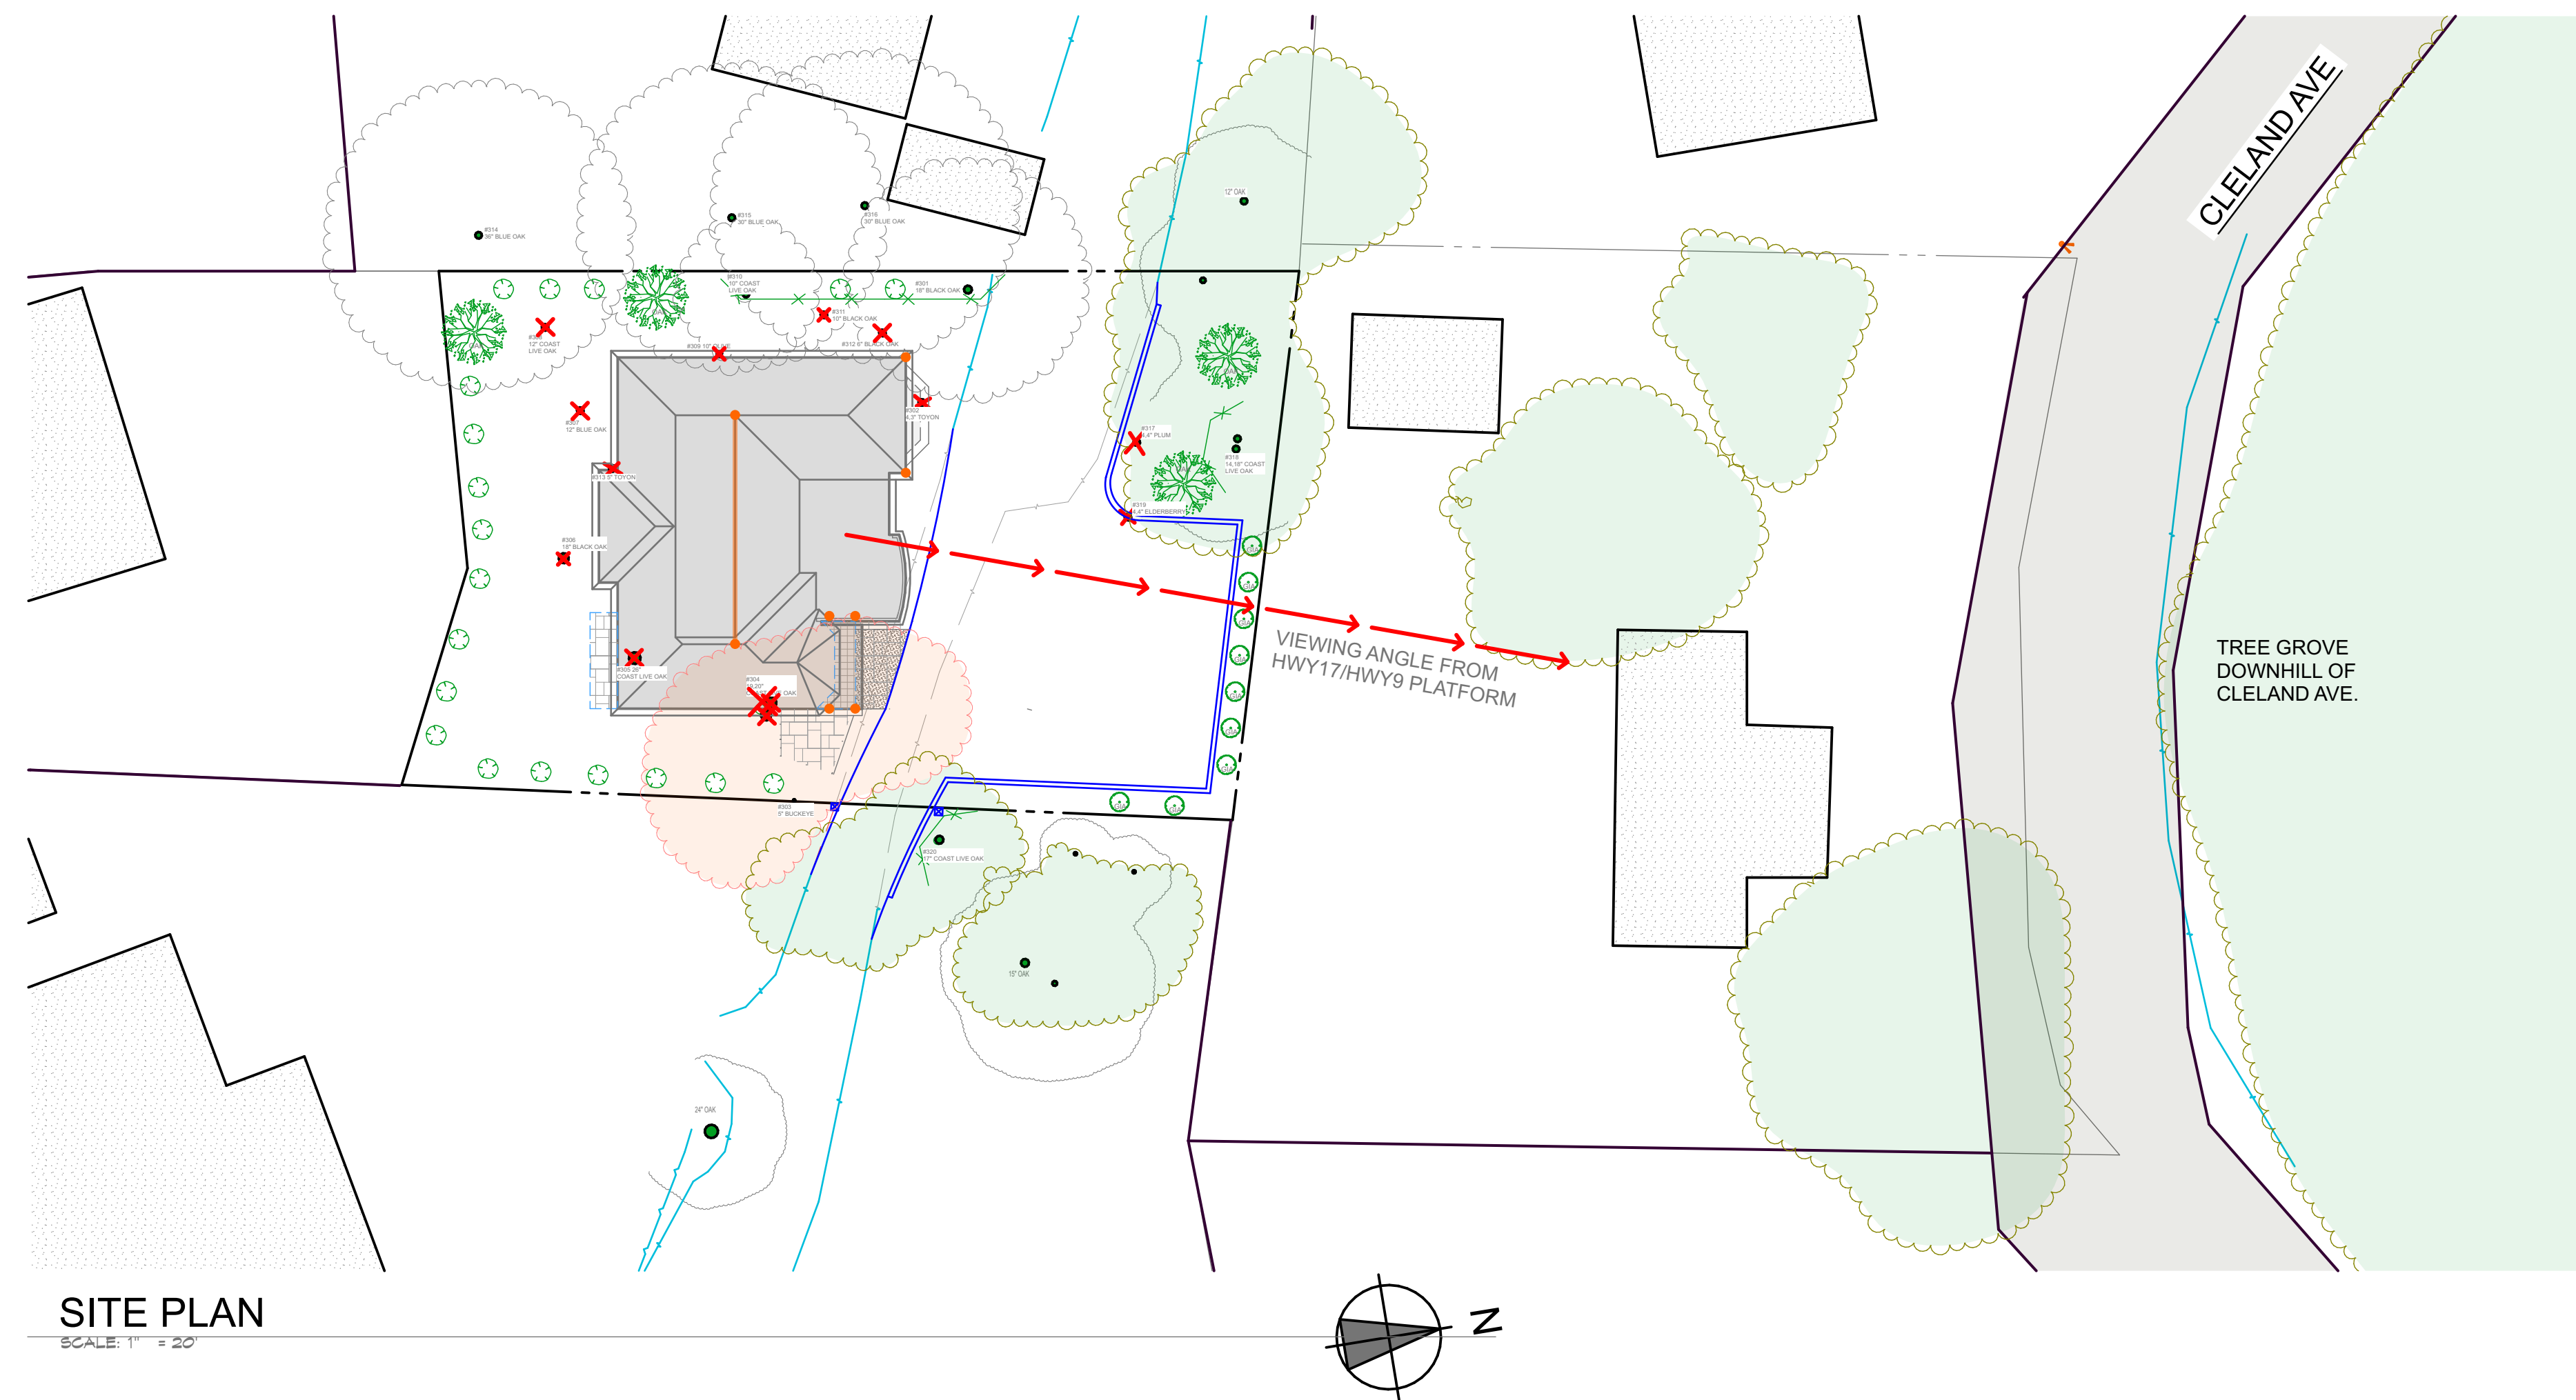 CLELAND AVE
12" OAK
#314
36" BLUE OAK
#315
30" BLUE OAK
#316
30" BLUE OAK
#310
10" COAST
LIVE OAK
#301
18" BLACK OAK
#311
10" BLACK OAK
#312 6" BLACK OAK
12" COAST
LIVE OAK
#309 10" OLIVE
#302
4,3" TOYON
#307
12" BLUE OAK
#317
4,4" PLUM
#318
14,18" COAST
LIVE OAK
#313 5" TOYON
#319
4,4" ELDERBERRY
#306
18" BLACK OAK
VIEWING ANGLE FROM
HWY17/HWY9 PLATFORM
TREE GROVE
DOWNHILL OF
CLELAND AVE.
#305 26"
COAST LIVE OAK
#304
#303
5" BUCKEYE
#320
17" COAST LIVE OAK
15" OAK
24" OAK
SITE PLAN
SCALE: 1" = 20'
N